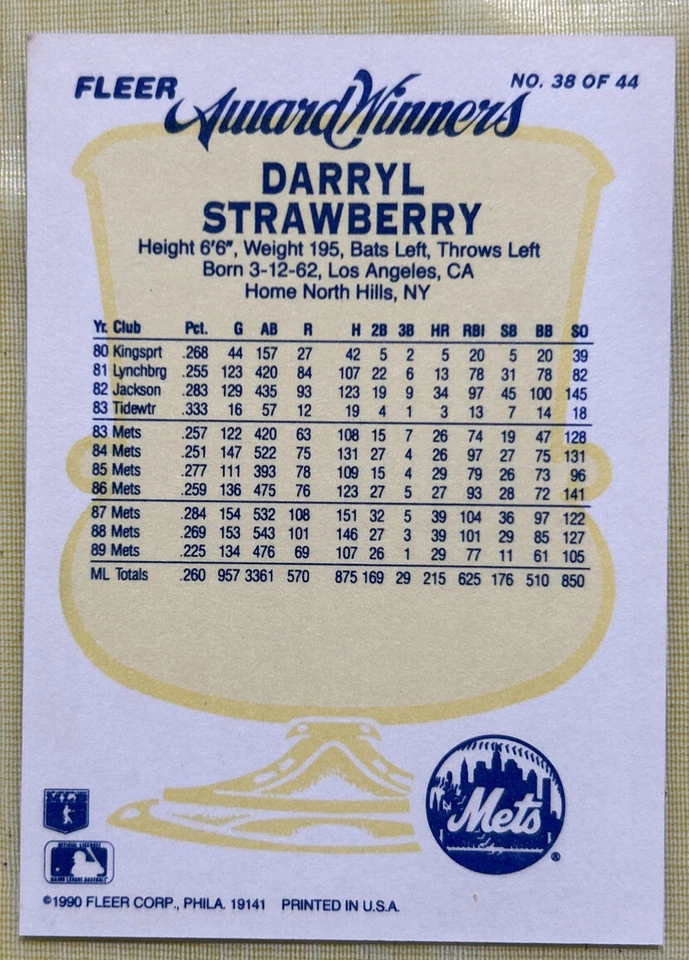 FLEER
NO. 38 OF 44
Award Winners
DARRYL
STRAWBERRY
Height 6'6", Weight 195, Bats Left, Throws Left
Born 3-12-62, Los Angeles, CA
Home North Hills, NY
Yr. Club Pct. G AB R H 2B 3B HR RBI SB BB SO
80 Kingsprt .268 44 157 27 42 5 2 5 20 5 20 39
81 Lynchbrg .255 123 420 84 107 22 6 13 78 31 78 82
82 Jackson .283 129 435 93 123 19 9 34 97 45 100 145
83 Tidewtr .333 16 57 12 19 4 1 3 13 7 14 18
83 Mets .257 122 420 63 108 15 7 26 74 19 47 128
84 Mets .251 147 522 75 131 27 4 26 97 27 75 131
85 Mets .277 111 393 78 109 15 4 29 79 26 73 96
86 Mets .259 136 475 76 123 27 5 27 93 28 72 141
87 Mets .284 154 532 108 151 32 5 39 104 36 97 122
88 Mets .269 153 543 101 146 27 3 39 101 29 85 127
89 Mets .225 134 476 69 107 26 1 29 77 11 61 105
ML Totals .260 957 3361 570 875 169 29 215 625 176 510 850
Mets
®
OFFICIAL LICENSEE
MAJOR LEAGUE BASEBALL
©1990 FLEER CORP., PHILA. 19141 PRINTED IN U.S.A.